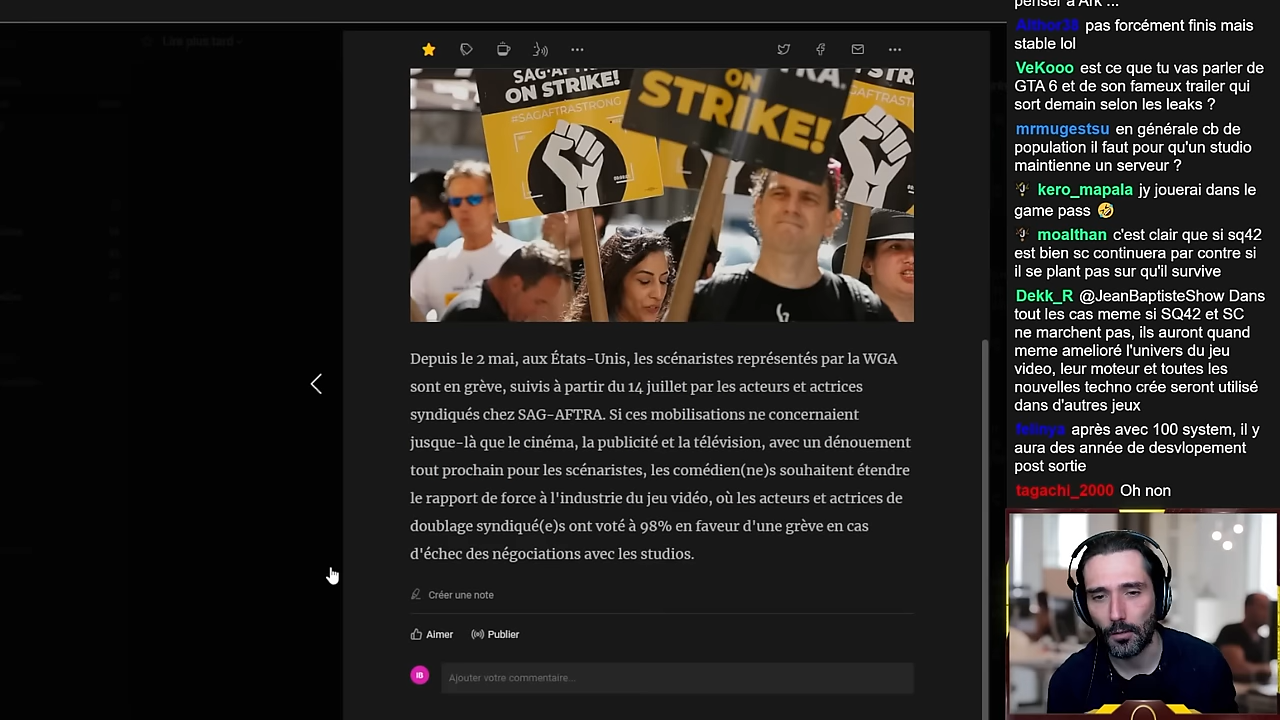 SAG-AFTRA
ON STRIKE!
#SAGAFTRASTRONG
ON
STRIKE!
Depuis le 2 mai, aux États-Unis, les scénaristes représentés par la WGA
sont en grève, suivis à partir du 14 juillet par les acteurs et actrices
syndiqués chez SAG-AFTRA. Si ces mobilisations ne concernaient
jusque-là que le cinéma, la publicité et la télévision, avec un dénouement
tout prochain pour les scénaristes, les comédien(ne)s souhaitent étendre
le rapport de force à l'industrie du jeu vidéo, où les acteurs et actrices de
doublage syndiqué(e)s ont voté à 98% en faveur d'une grève en cas
d'échec des négociations avec les studios.
Créer une note
Aimer
Publier
IB
Ajouter votre commentaire...
penser à Ark ...
pas forcément finis mais
stable lol
VeKooo est ce que tu vas parler de
GTA 6 et de son fameux trailer qui
sort demain selon les leaks ?
mrmugestsu en générale cb de
population il faut pour qu'un studio
maintienne un serveur ?
kero_mapala jy jouerai dans le
game pass 🤣
moalthan c'est clair que si sq42
est bien sc continuera par contre si
il se plant pas sur qu'il survive
Dekk_R @JeanBaptisteShow Dans
tout les cas meme si SQ42 et SC
ne marchent pas, ils auront quand
meme amelioré l'univers du jeu
video, leur moteur et toutes les
nouvelles techno crée seront utilisé
dans d'autres jeux
felinya après avec 100 system, il y
aura des année de desvlopement
post sortie
tagachi_2000 Oh non